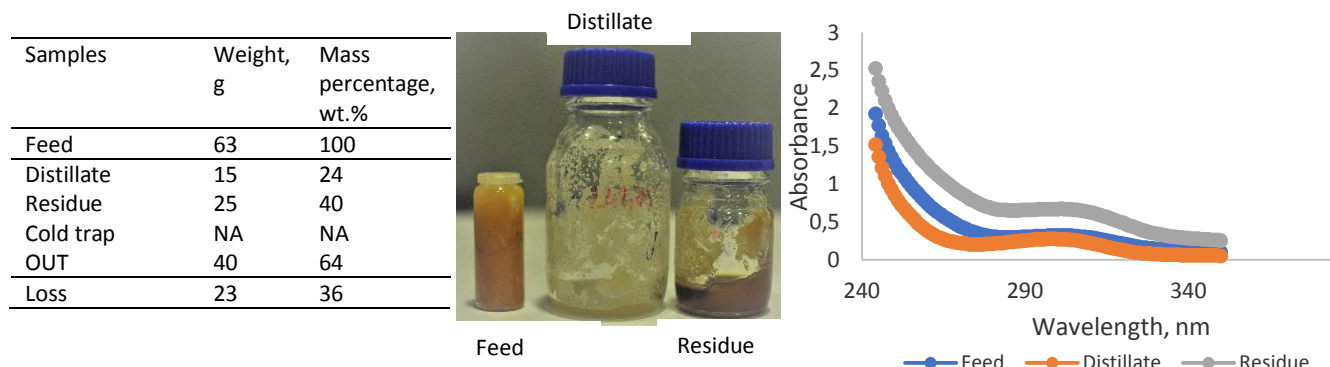 Samples Weight, g Mass percentage, wt.%
Feed 63 100
Distillate 15 24
Residue 25 40
Cold trap NA NA
OUT 40 64
Loss 23 36
Distillate
Feed
Residue
3
2,5
2
1,5
1
0,5
0
Absorbance
240 290 340
Wavelength, nm
Feed Distillate Residue